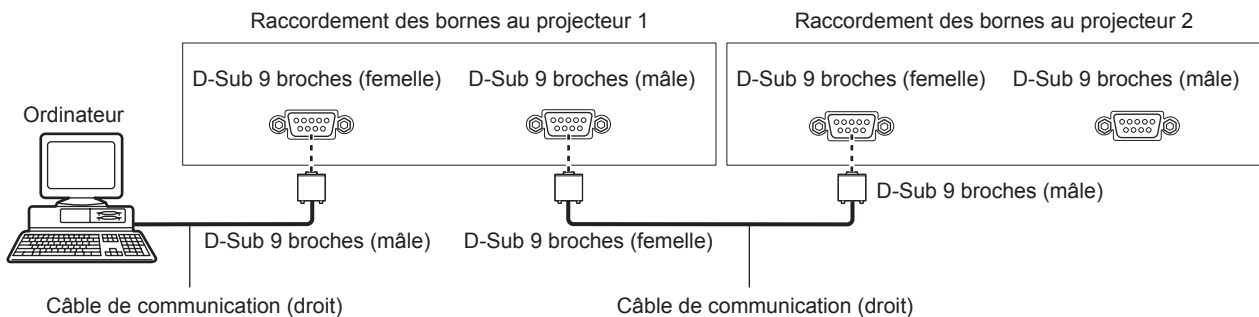 Raccordement des bornes au projecteur 1
Raccordement des bornes au projecteur 2
D-Sub 9 broches (femelle)
D-Sub 9 broches (mâle)
D-Sub 9 broches (femelle)
D-Sub 9 broches (mâle)
Ordinateur
D-Sub 9 broches (mâle)
D-Sub 9 broches (mâle)
D-Sub 9 broches (femelle)
Câble de communication (droit)
Câble de communication (droit)